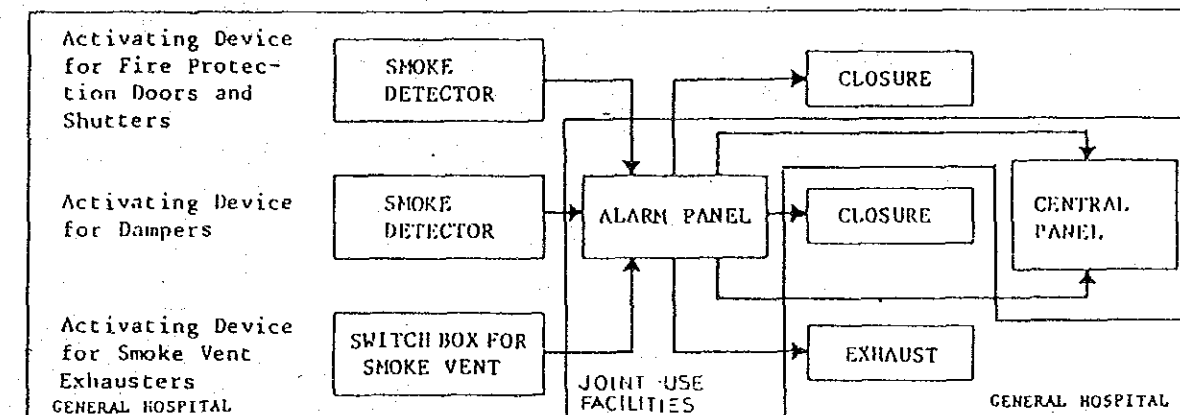 Activating Device
for Fire Protec-
tion Doors and
Shutters
SMOKE
DETECTOR
CLOSURE
Activating Device
for Dampers
SMOKE
DETECTOR
ALARM PANEL
CLOSURE
CENTRAL
PANEL
Activating Device
for Smoke Vent
Exhausters
SWITCH BOX FOR
SMOKE VENT
EXHAUST
GENERAL HOSPITAL
JOINT USE
FACILITIES
GENERAL HOSPITAL